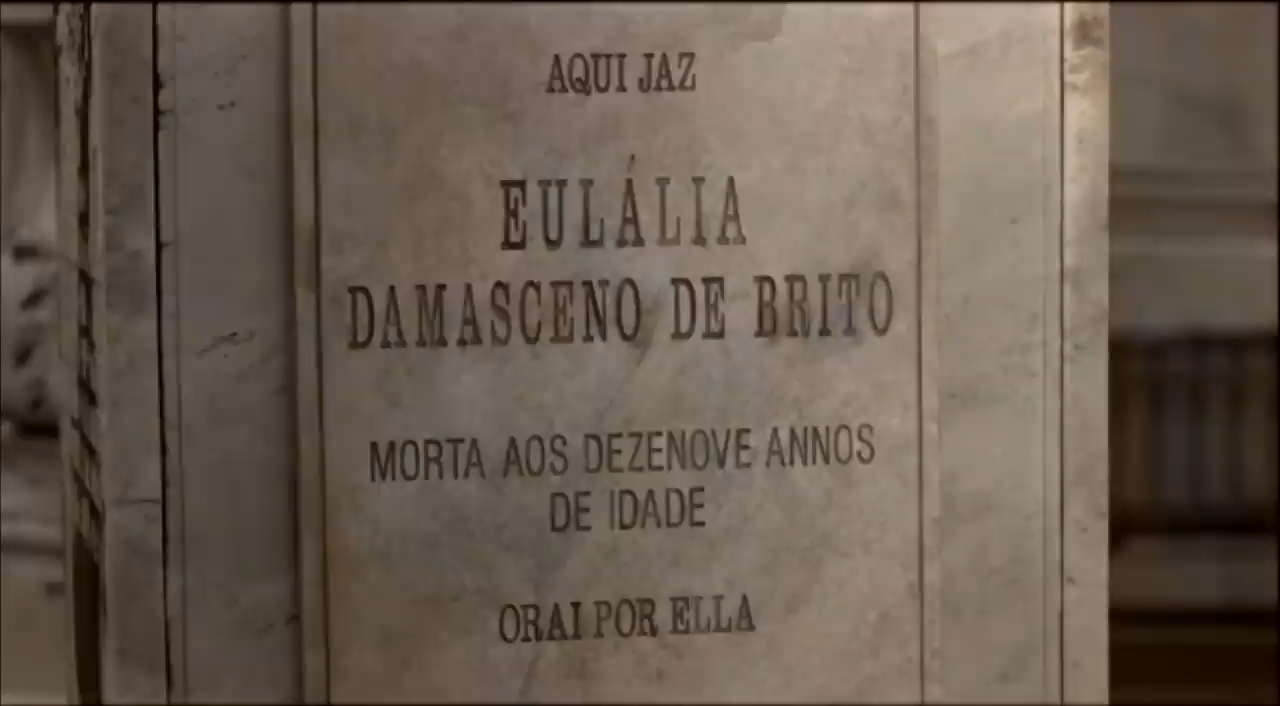 AQUI JAZ
EULÁLIA
DAMASCENO DE BRITO
MORTA AOS DEZENOVE ANNOS
DE IDADE
ORAI POR ELLA